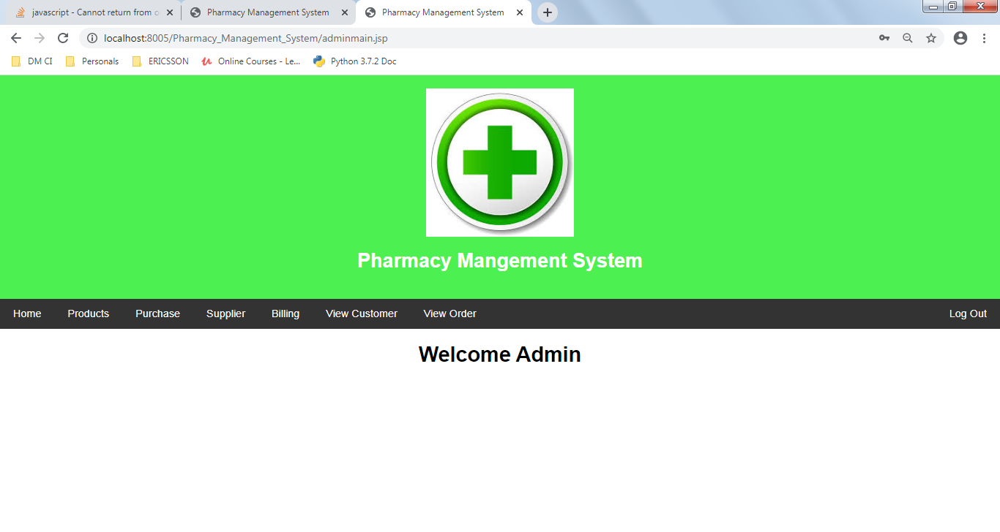 javascript - Cannot return from o
Pharmacy Management System
Pharmacy Management System
localhost:8005/Pharmacy_Management_System/adminmain.jsp
DM CI Personals ERICSSON Online Courses - Le... Python 3.7.2 Doc
Pharmacy Mangement System
Home Products Purchase Supplier Billing View Customer View Order Log Out
Welcome Admin